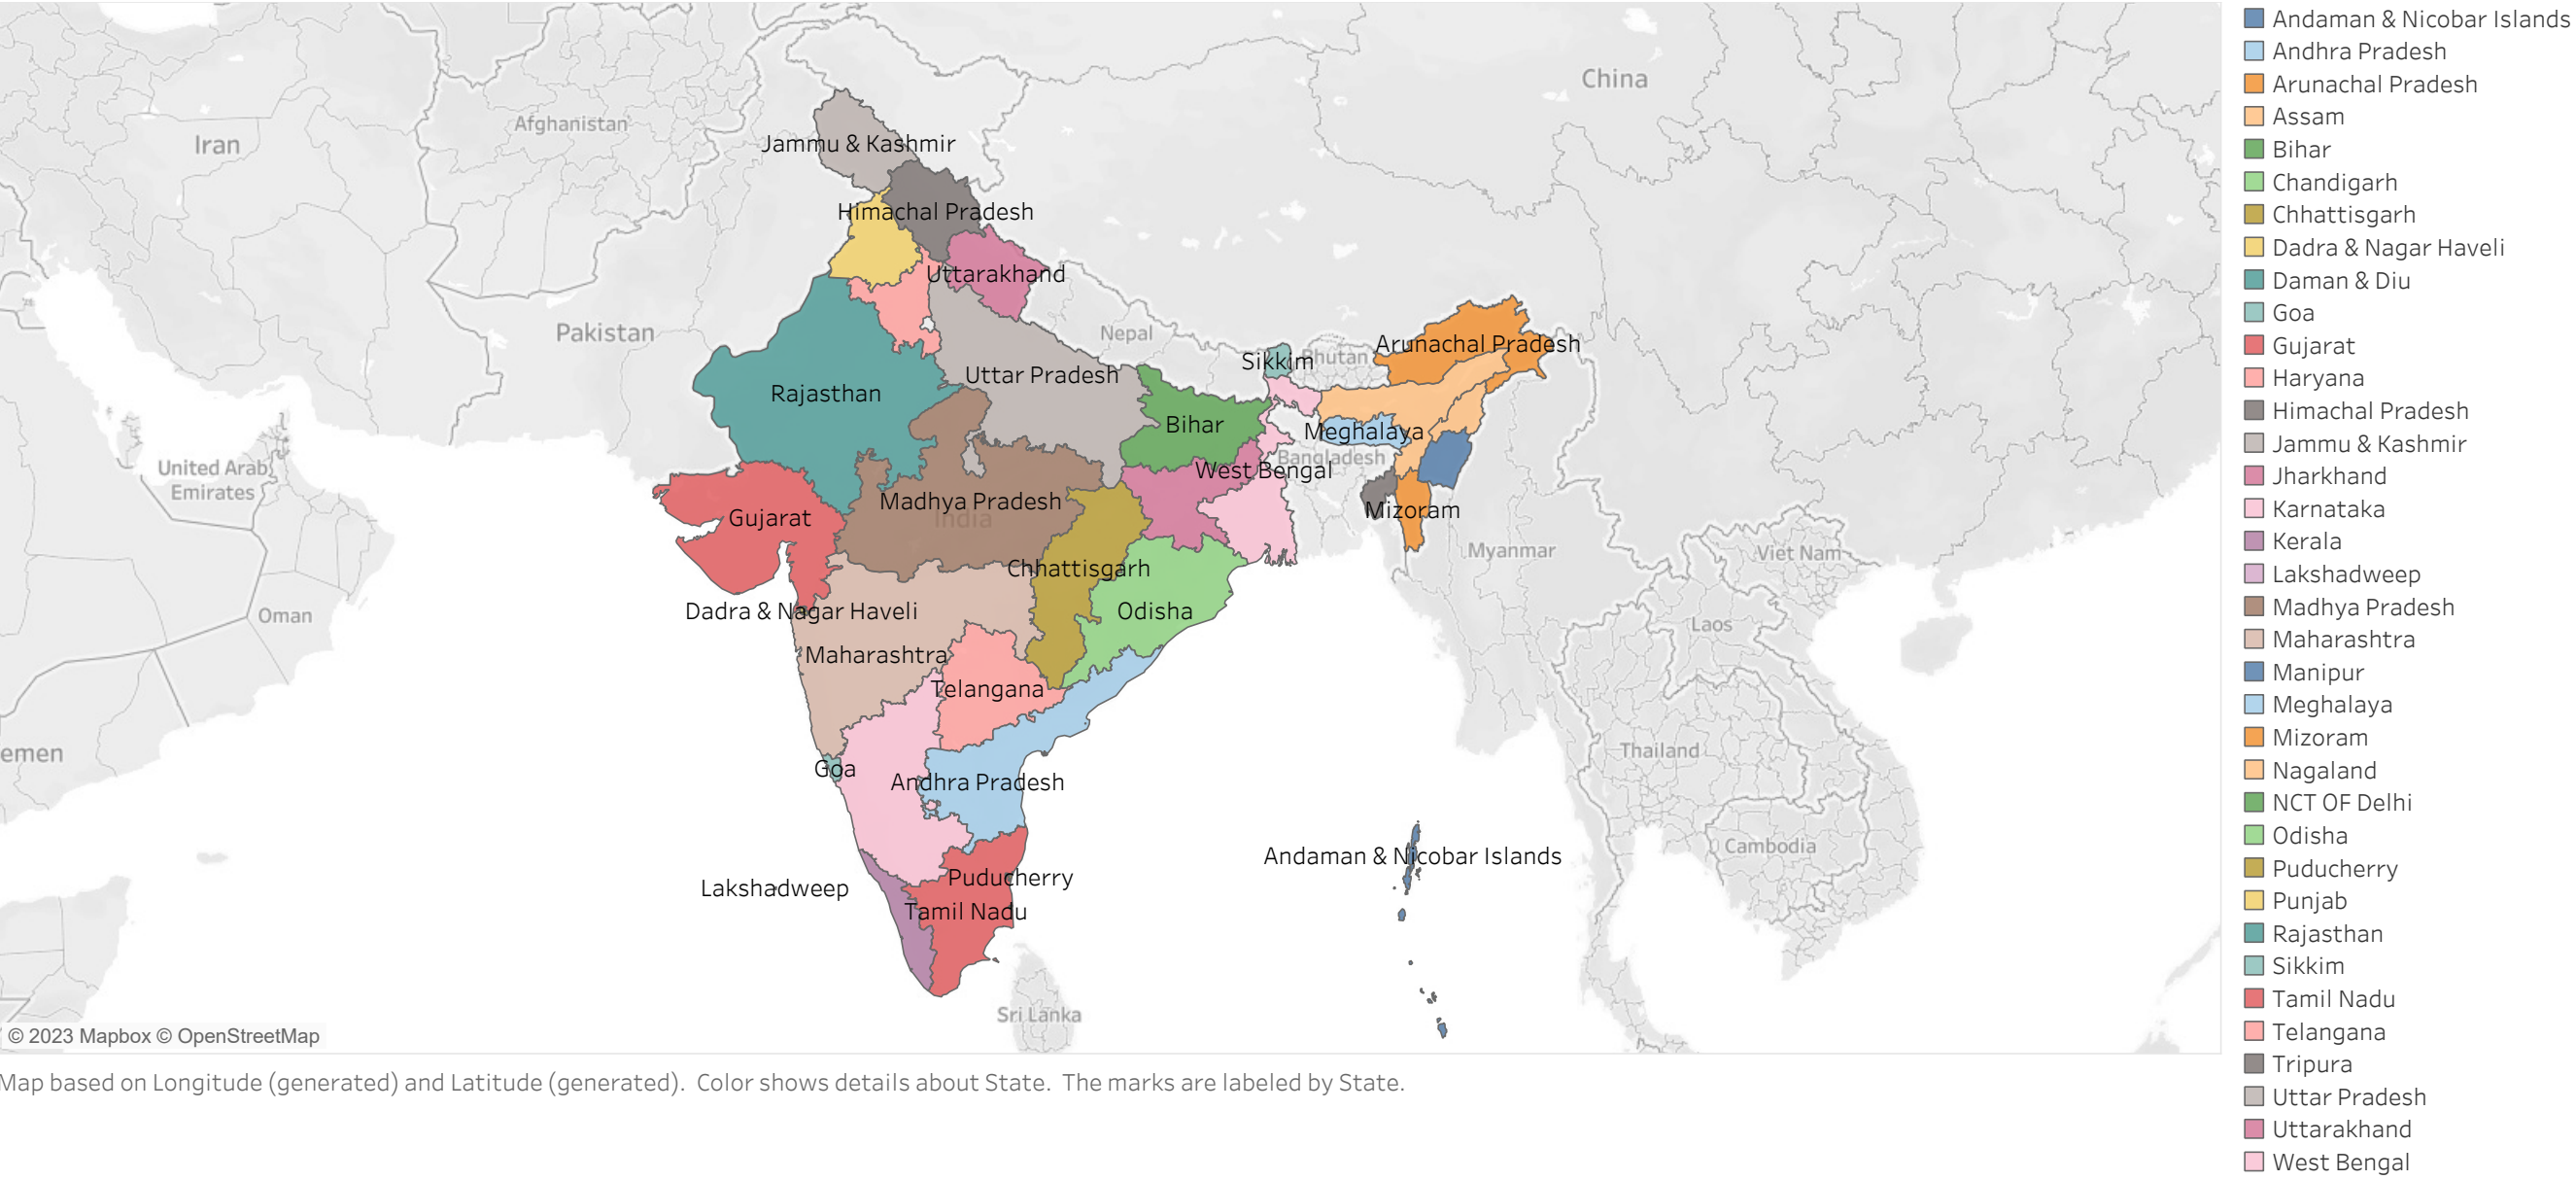 China
Afghanistan
Iran
Jammu & Kashmir
Himachal Pradesh
Uttarakhand
Pakistan
Nepal
Arunachal Pradesh
Sikkim
Bhutan
Uttar Pradesh
Rajasthan
Bihar
Meghalaya
Bangladesh
West Bengal
United Arab
Emirates
Madhya Pradesh
India
Gujarat
Mizoram
Myanmar
Viet Nam
Chhattisgarh
Dadra & Nagar Haveli
Odisha
Oman
Laos
Maharashtra
Telangana
emen
Thailand
Goa
Andhra Pradesh
Cambodia
Andaman & Nicobar Islands
Puducherry
Lakshadweep
Tamil Nadu
Sri Lanka
© 2023 Mapbox © OpenStreetMap
Map based on Longitude (generated) and Latitude (generated).  Color shows details about State.  The marks are labeled by State.
Andaman & Nicobar Islands
Andhra Pradesh
Arunachal Pradesh
Assam
Bihar
Chandigarh
Chhattisgarh
Dadra & Nagar Haveli
Daman & Diu
Goa
Gujarat
Haryana
Himachal Pradesh
Jammu & Kashmir
Jharkhand
Karnataka
Kerala
Lakshadweep
Madhya Pradesh
Maharashtra
Manipur
Meghalaya
Mizoram
Nagaland
NCT OF Delhi
Odisha
Puducherry
Punjab
Rajasthan
Sikkim
Tamil Nadu
Telangana
Tripura
Uttar Pradesh
Uttarakhand
West Bengal